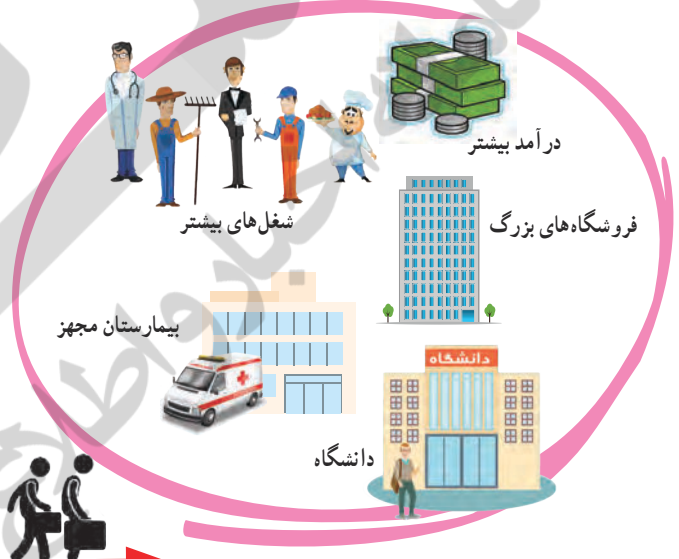 درآمد بیشتر
شغل‌های بیشتر
فروشگاه‌های بزرگ
بیمارستان مجهز
دانشگاه
دانشگاه